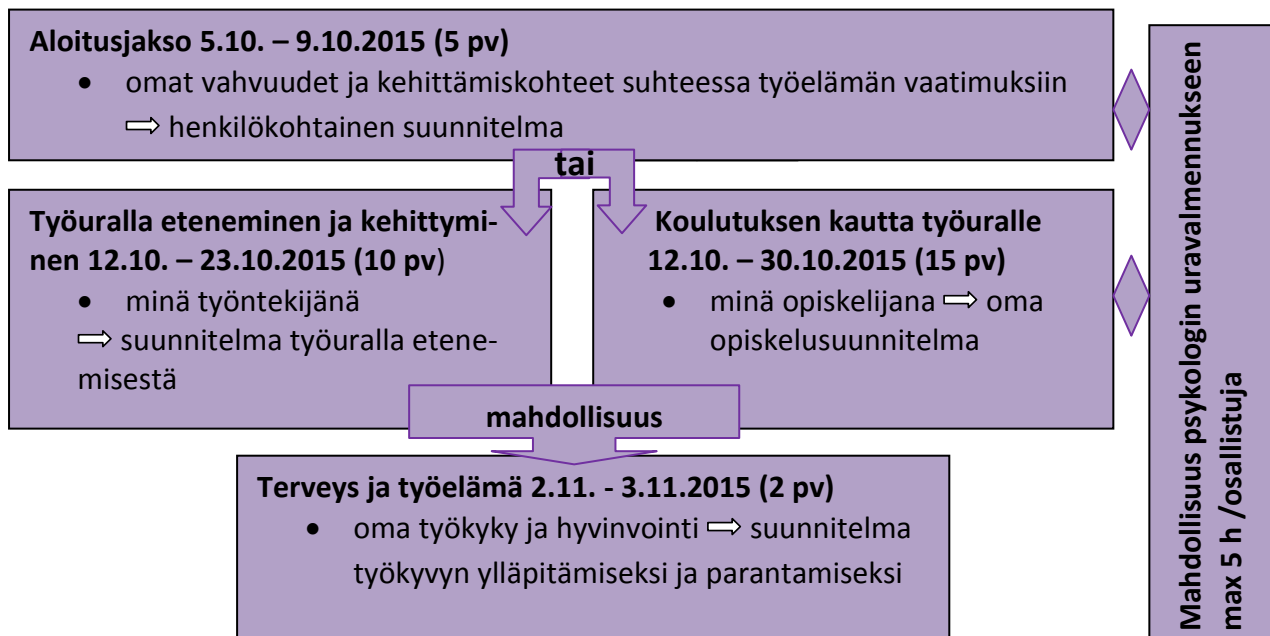 Aloitusjakso 5.10. – 9.10.2015 (5 pv)
• omat vahvuudet ja kehittämiskohteet suhteessa työelämän vaatimuksiin
⇨ henkilökohtainen suunnitelma
tai
Työuralla eteneminen ja kehittymi-
nen 12.10. – 23.10.2015 (10 pv)
• minä työntekijänä
⇨ suunnitelma työuralla etene-
misestä
Koulutuksen kautta työuralle
12.10. – 30.10.2015 (15 pv)
• minä opiskelijana ⇨ oma
opiskelusuunnitelma
mahdollisuus
Terveys ja työelämä 2.11. - 3.11.2015 (2 pv)
• oma työkyky ja hyvinvointi ⇨ suunnitelma
työkyvyn ylläpitämiseksi ja parantamiseksi
Mahdollisuus psykologin uravalmennukseen
max 5 h /osallistuja